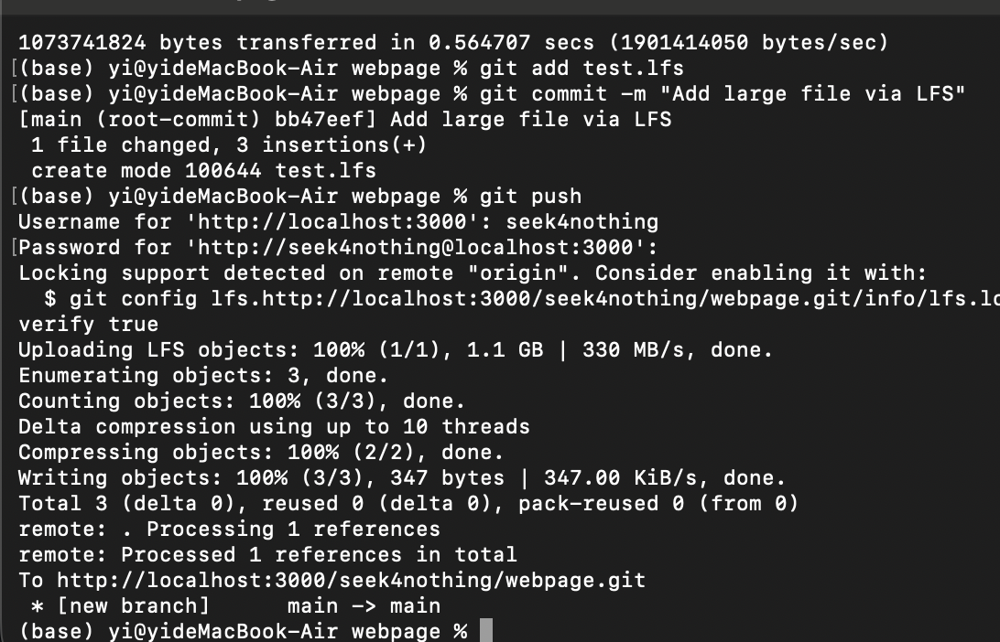 1073741824 bytes transferred in 0.564707 secs (1901414050 bytes/sec)
[(base) yi@yideMacBook-Air webpage % git add test.lfs
[(base) yi@yideMacBook-Air webpage % git commit -m "Add large file via LFS"
[main (root-commit) bb47eef] Add large file via LFS
 1 file changed, 3 insertions(+)
 create mode 100644 test.lfs
[(base) yi@yideMacBook-Air webpage % git push
Username for 'http://localhost:3000': seek4nothing
[Password for 'http://seek4nothing@localhost:3000':
Locking support detected on remote "origin". Consider enabling it with:
  $ git config lfs.http://localhost:3000/seek4nothing/webpage.git/info/lfs.lo
verify true
Uploading LFS objects: 100% (1/1), 1.1 GB | 330 MB/s, done.
Enumerating objects: 3, done.
Counting objects: 100% (3/3), done.
Delta compression using up to 10 threads
Compressing objects: 100% (2/2), done.
Writing objects: 100% (3/3), 347 bytes | 347.00 KiB/s, done.
Total 3 (delta 0), reused 0 (delta 0), pack-reused 0 (from 0)
remote: . Processing 1 references
remote: Processed 1 references in total
To http://localhost:3000/seek4nothing/webpage.git
 * [new branch]      main -> main
(base) yi@yideMacBook-Air webpage %